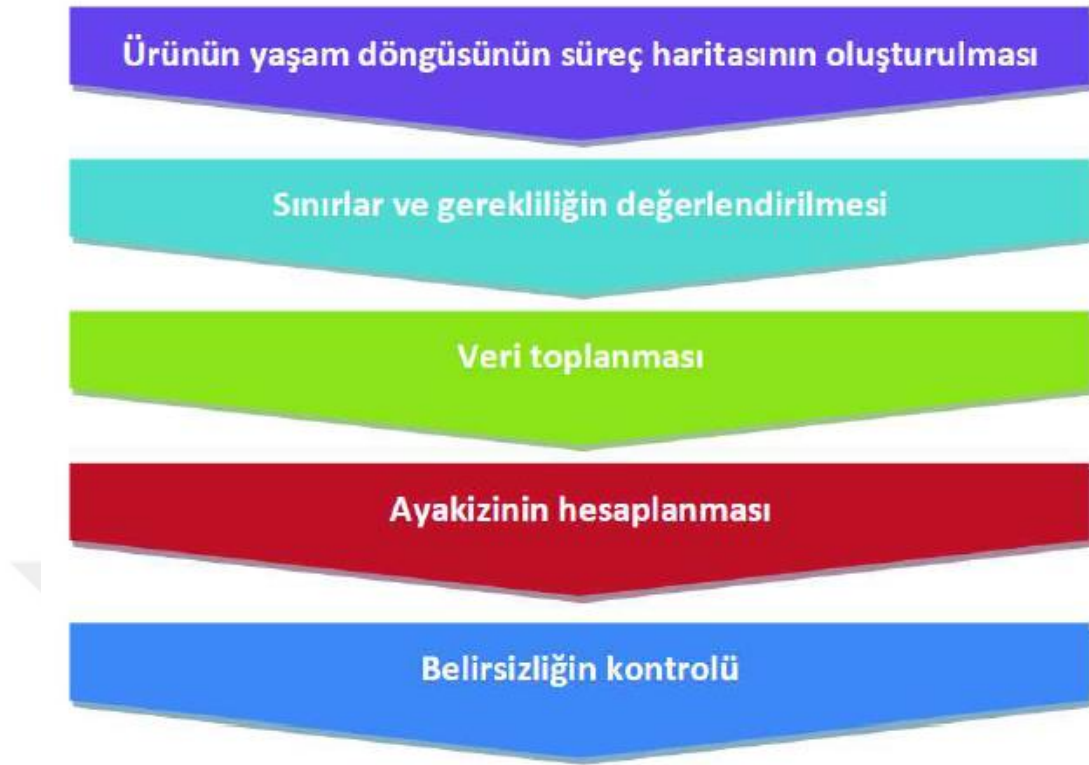 Ürünün yaşam döngüsünün süreç haritasının oluşturulması
Sınırlar ve gerekliliğin değerlendirilmesi
Veri toplanması
Ayakizinin hesaplanması
Belirsizliğin kontrolü